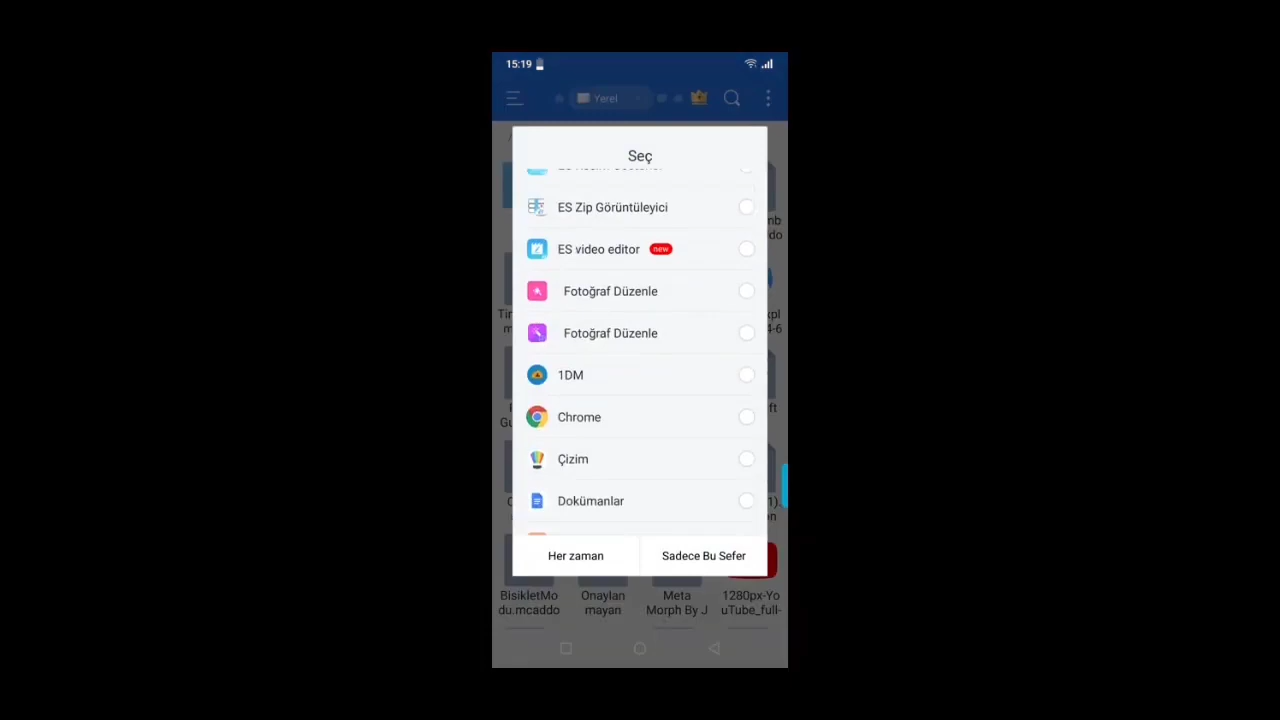 15:19
Yerel
Seç
ES Zip Görüntüleyici
ES video editor new
Fotoğraf Düzenle
Fotoğraf Düzenle
1DM
Chrome
Çizim
Dokümanlar
Her zaman
Sadece Bu Sefer
BisikletMo
du.mcaddo
Onaylan
mayan
Meta
Morph By J
1280px-Yo
uTube_full-